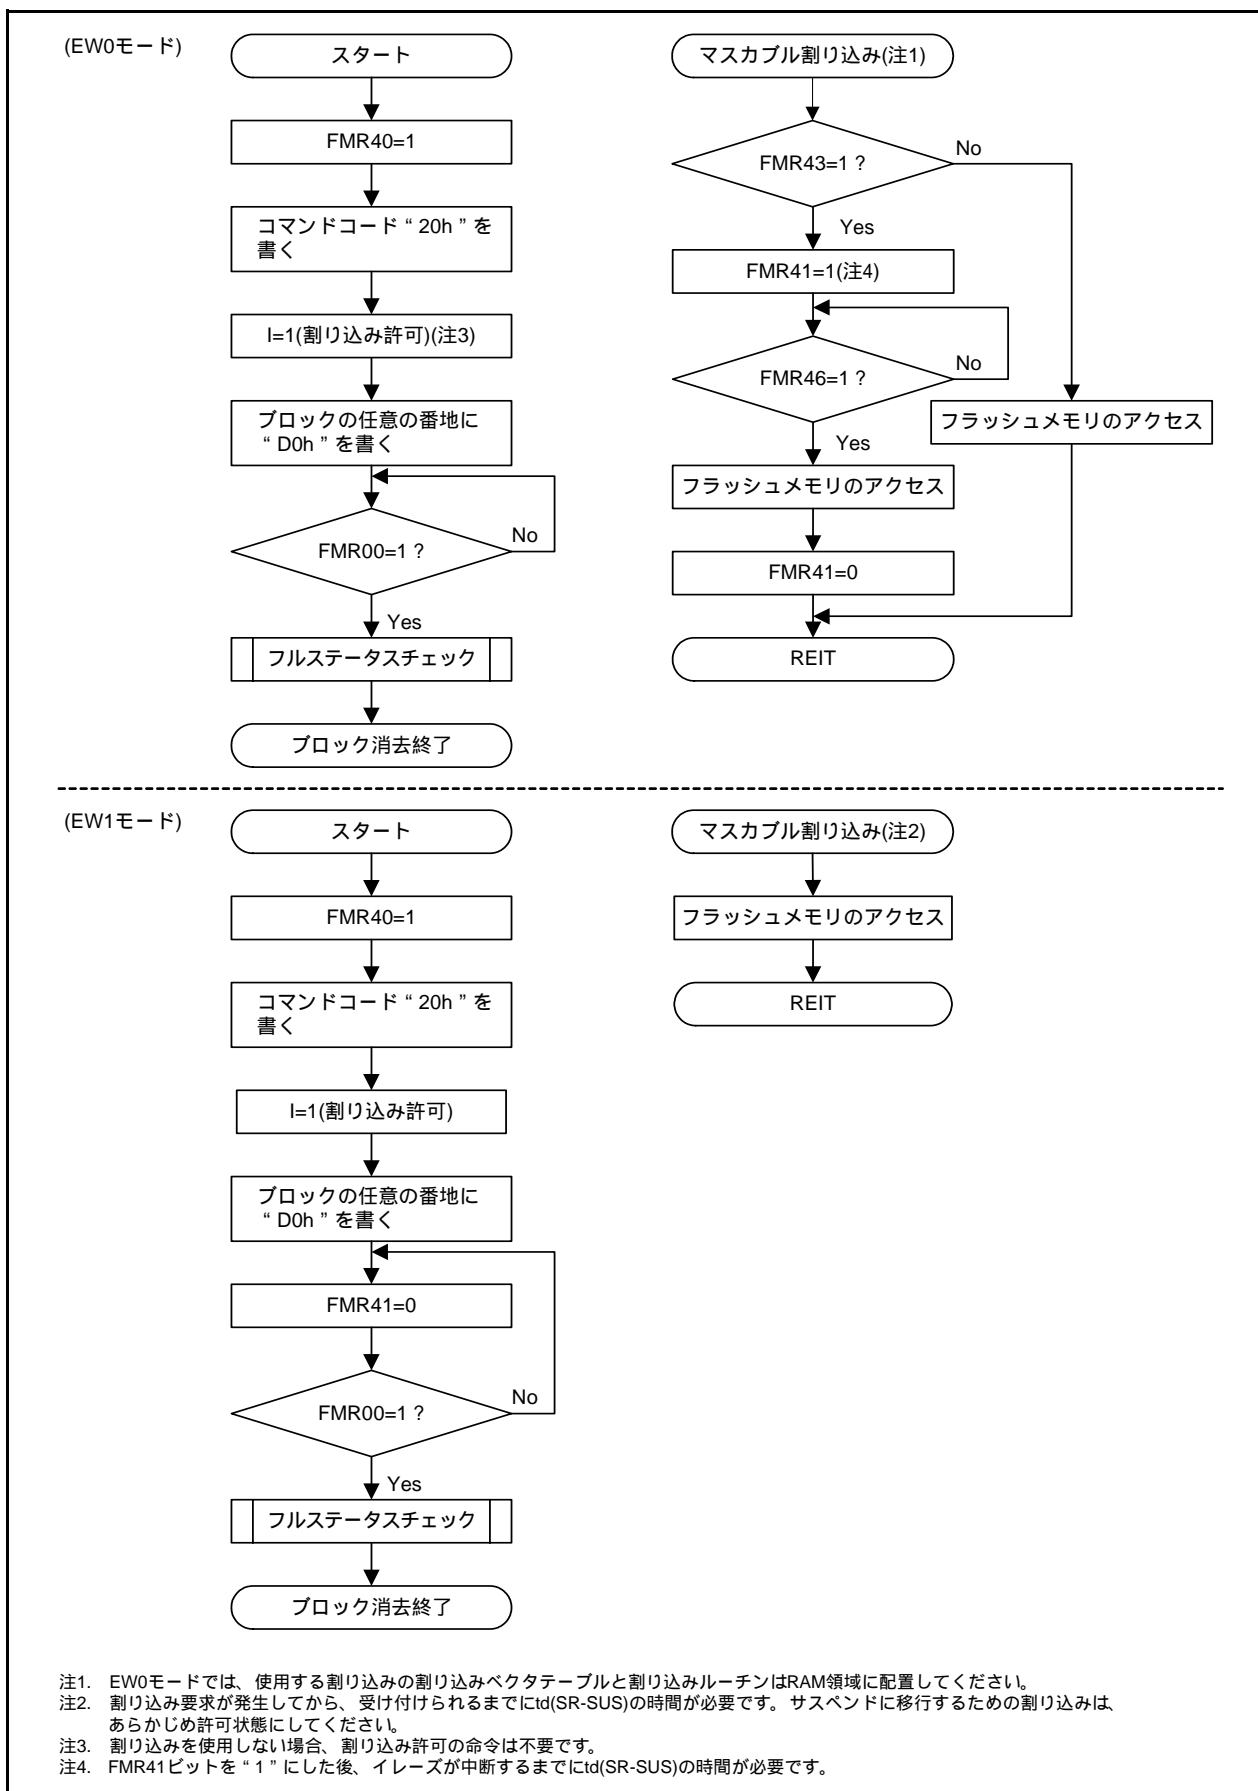 (EW0モード)
スタート
FMR40=1
コマンドコード“20h”を
書く
I=1(割り込み許可)(注3)
ブロックの任意の番地に
“D0h”を書く
FMR00=1 ?
No
Yes
フルステータスチェック
ブロック消去終了
マスカブル割り込み(注1)
FMR43=1 ?
No
Yes
FMR41=1(注4)
FMR46=1 ?
No
Yes
フラッシュメモリのアクセス
フラッシュメモリのアクセス
FMR41=0
REIT
(EW1モード)
スタート
FMR40=1
コマンドコード“20h”を
書く
I=1(割り込み許可)
ブロックの任意の番地に
“D0h”を書く
FMR41=0
FMR00=1 ?
No
Yes
フルステータスチェック
ブロック消去終了
マスカブル割り込み(注2)
フラッシュメモリのアクセス
REIT
注1. EW0モードでは、使用する割り込みの割り込みベクタテーブルと割り込みルーチンはRAM領域に配置してください。
注2. 割り込み要求が発生してから、受け付けられるまでにtd(SR-SUS)の時間が必要です。サスペンドに移行するための割り込みは、
あらかじめ許可状態にしてください。
注3. 割り込みを使用しない場合、割り込み許可の命令は不要です。
注4. FMR41ビットを“1”にした後、イレーズが中断するまでにtd(SR-SUS)の時間が必要です。